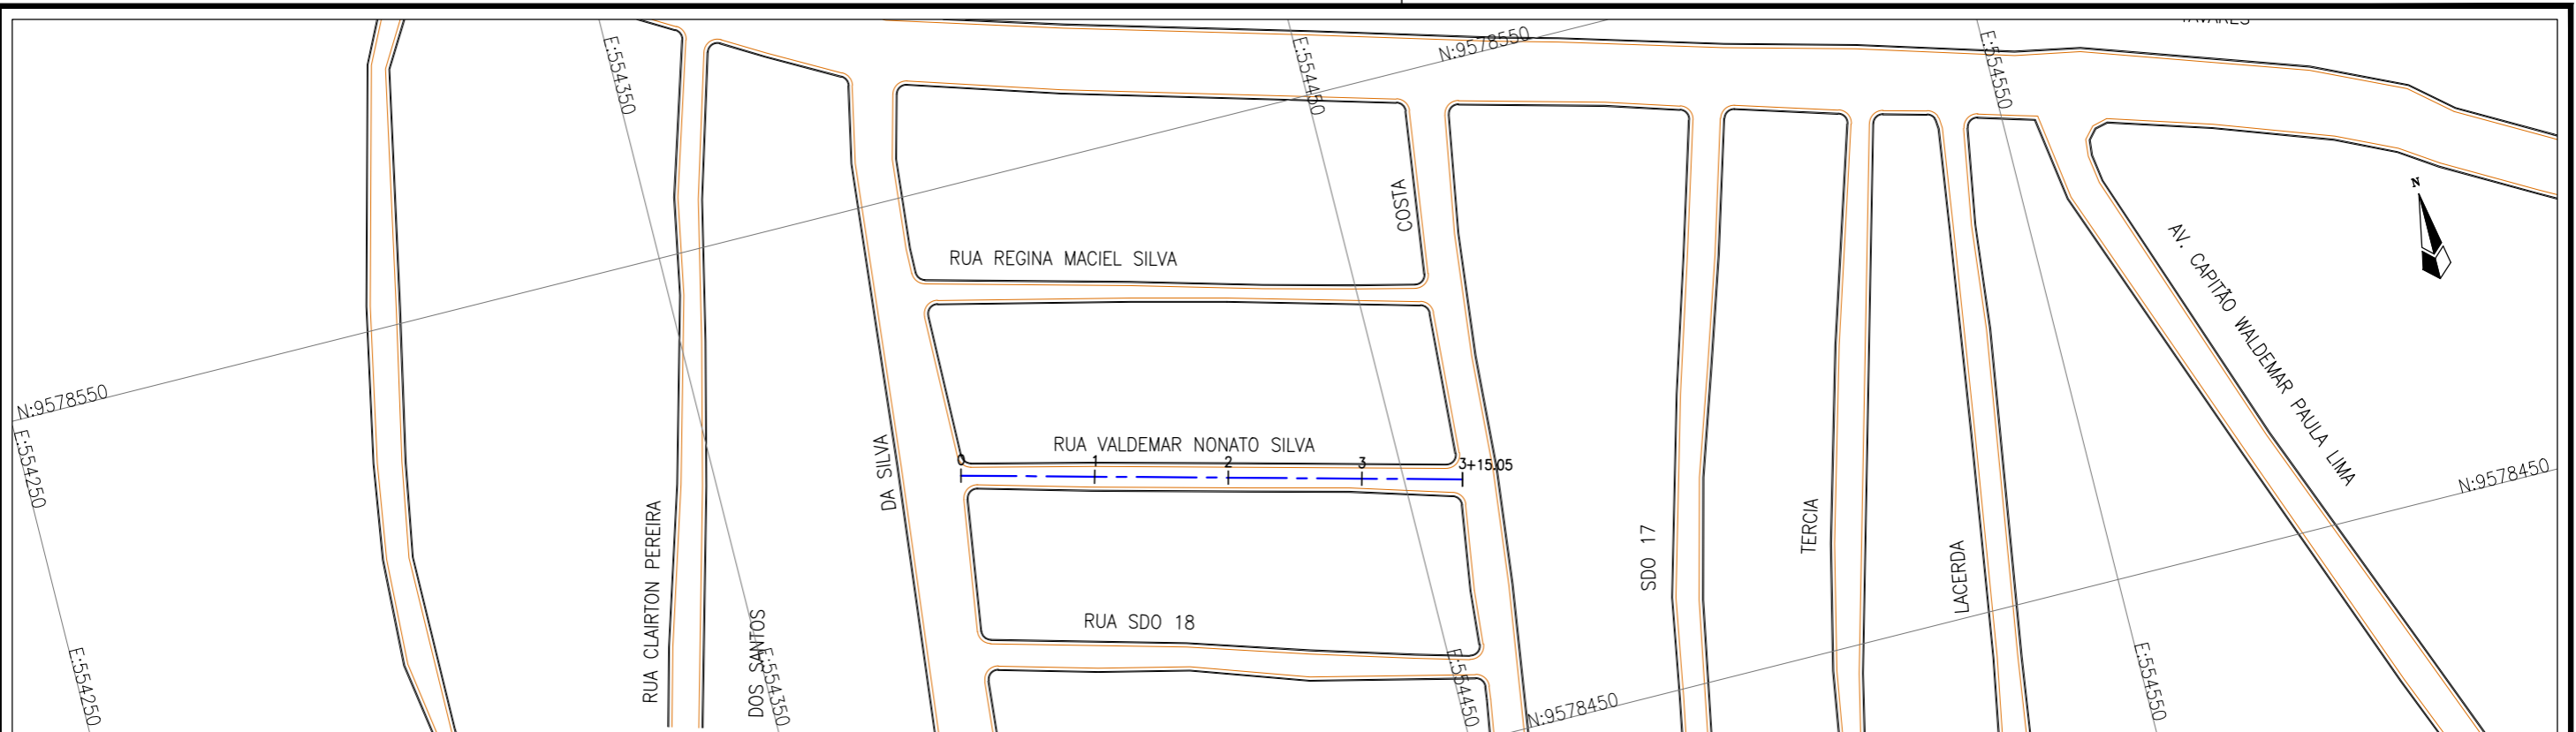 TAVARES
E:554350
E:554450
N:9578550
E:554550
N
COSTA
AV. CAPITÃO WALDEMAR PAULA LIMA
RUA REGINA MACIEL SILVA
N:9578550
E:554250
DA SILVA
RUA VALDEMAR NONATO SILVA
0
1
2
3
3+15.05
N:9578450
RUA CLAIRTON PEREIRA
DOS SANTOS
SDO 17
TERCIA
LACERDA
RUA SDO 18
E:554250
E:554350
E:554450
N:9578450
E:554550